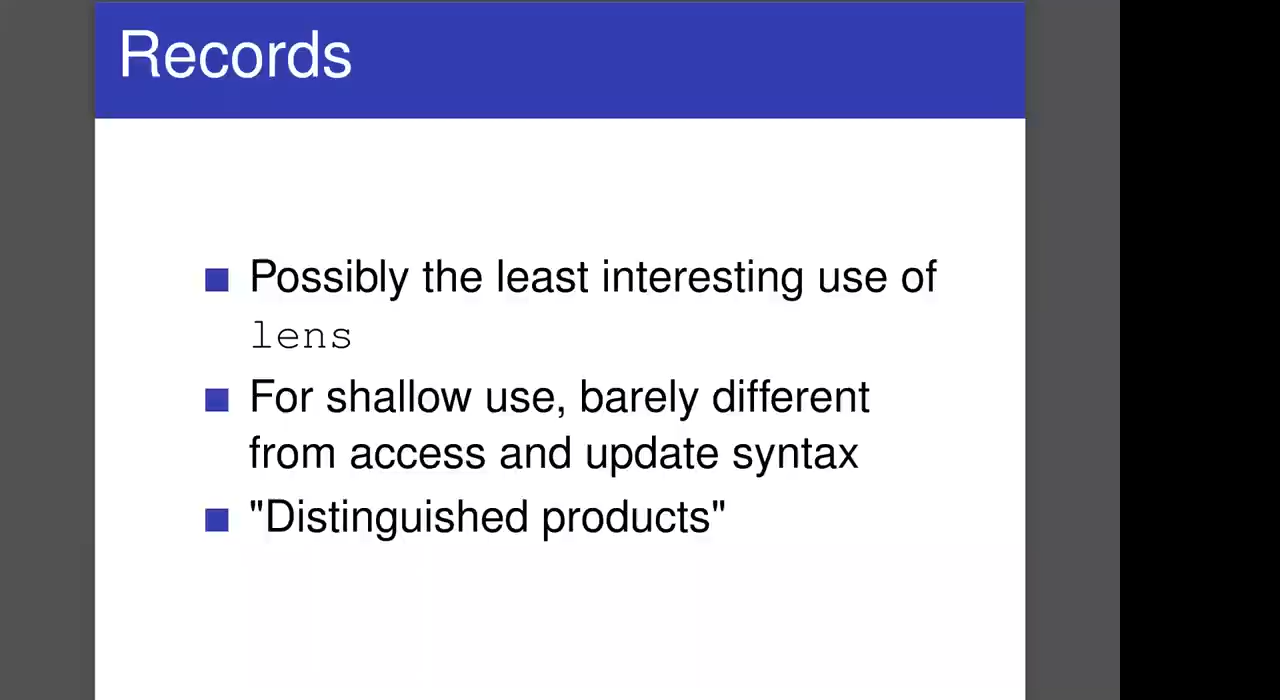 Records
Possibly the least interesting use of
lens
For shallow use, barely different
from access and update syntax
"Distinguished products"